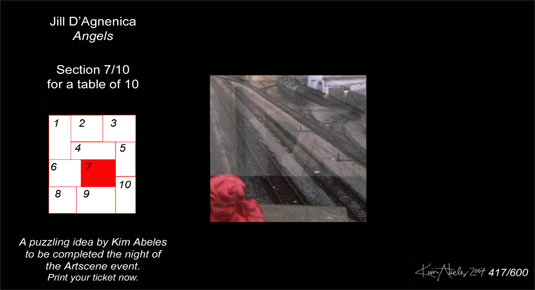 Jill D'Agnenica
Angels
Section 7/10
for a table of 10
1 2 3
4 5
6 7
8 9 10
A puzzling idea by Kim Abeles
to be completed the night of
the Artscene event.
Print your ticket now.
Kim Abeles 2007 417/600